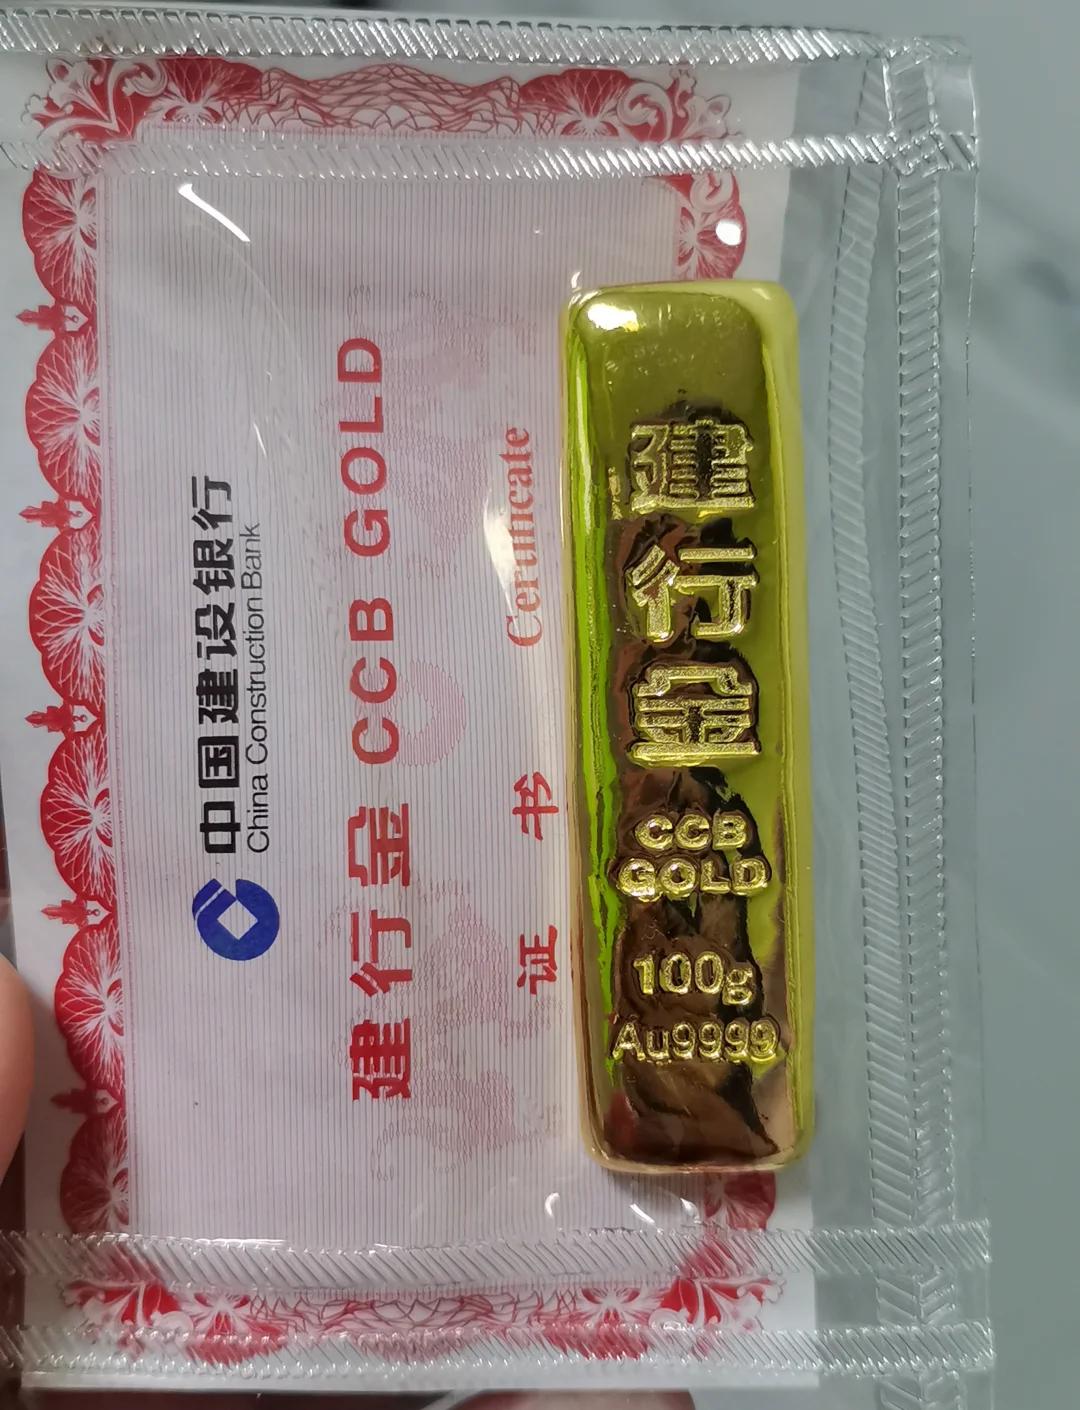 中国建设银行
China Construction Bank
建行金 CCB GOLD
证 书 Certificate
建
行
金
CCB
GOLD
100g
Au9999